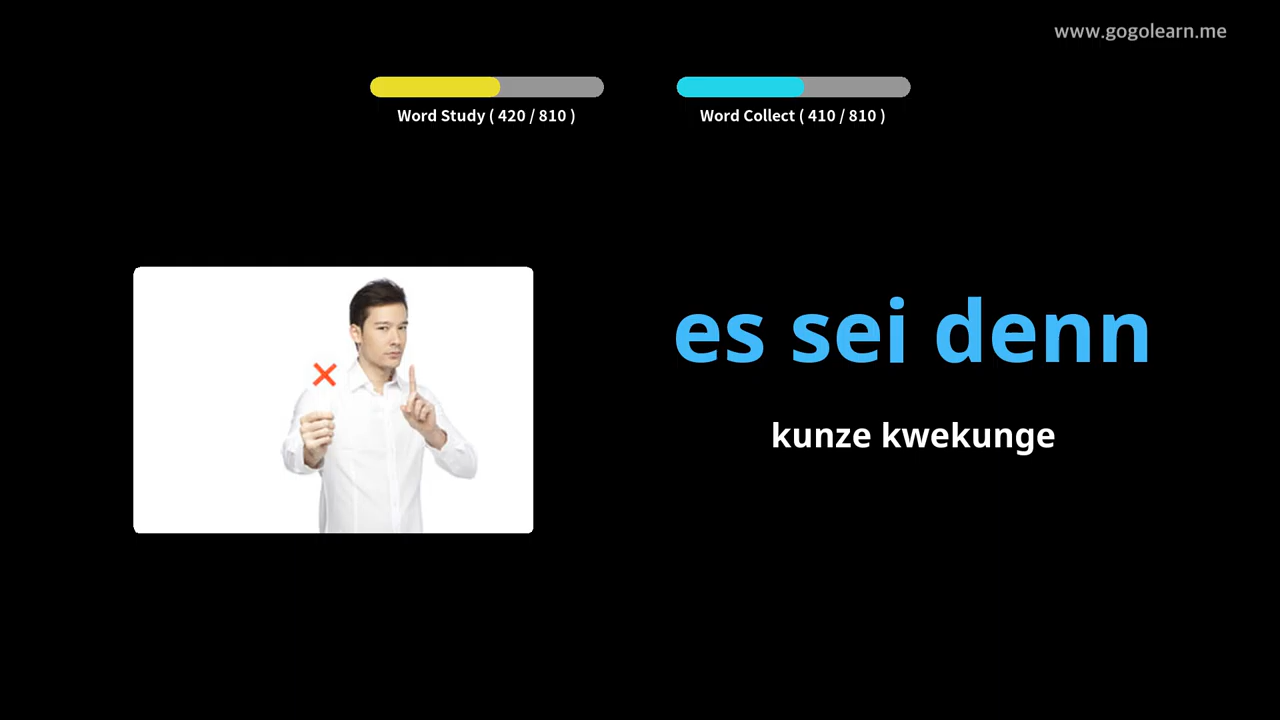 www.gogolearn.me
Word Study ( 420 / 810 )
Word Collect ( 410 / 810 )
es sei denn
kunze kwekunge